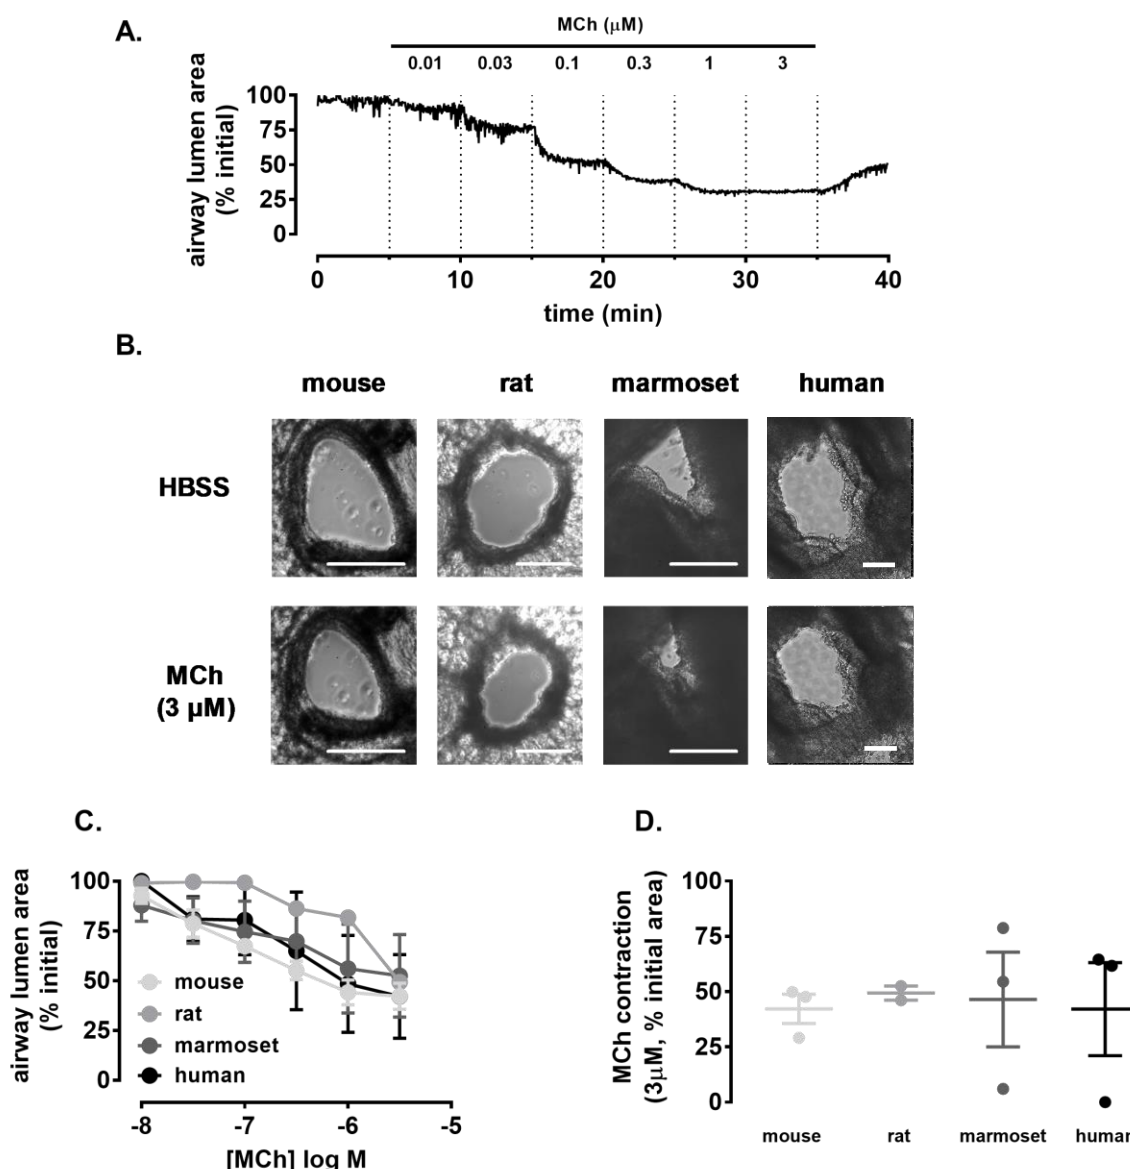 A.
MCh (μM)
0.01 0.03 0.1 0.3 1 3
airway lumen area
(% initial)
100
75
50
25
0
0 10 20 30 40
time (min)
B.
mouse rat marmoset human
HBSS
MCh
(3 μM)
C.
airway lumen area
(% initial)
100
75
50
25
0
mouse
rat
marmoset
human
-8 -7 -6 -5
[MCh] log M
D.
MCh contraction
(3μM, % initial area)
100
75
50
25
0
mouse rat marmoset human